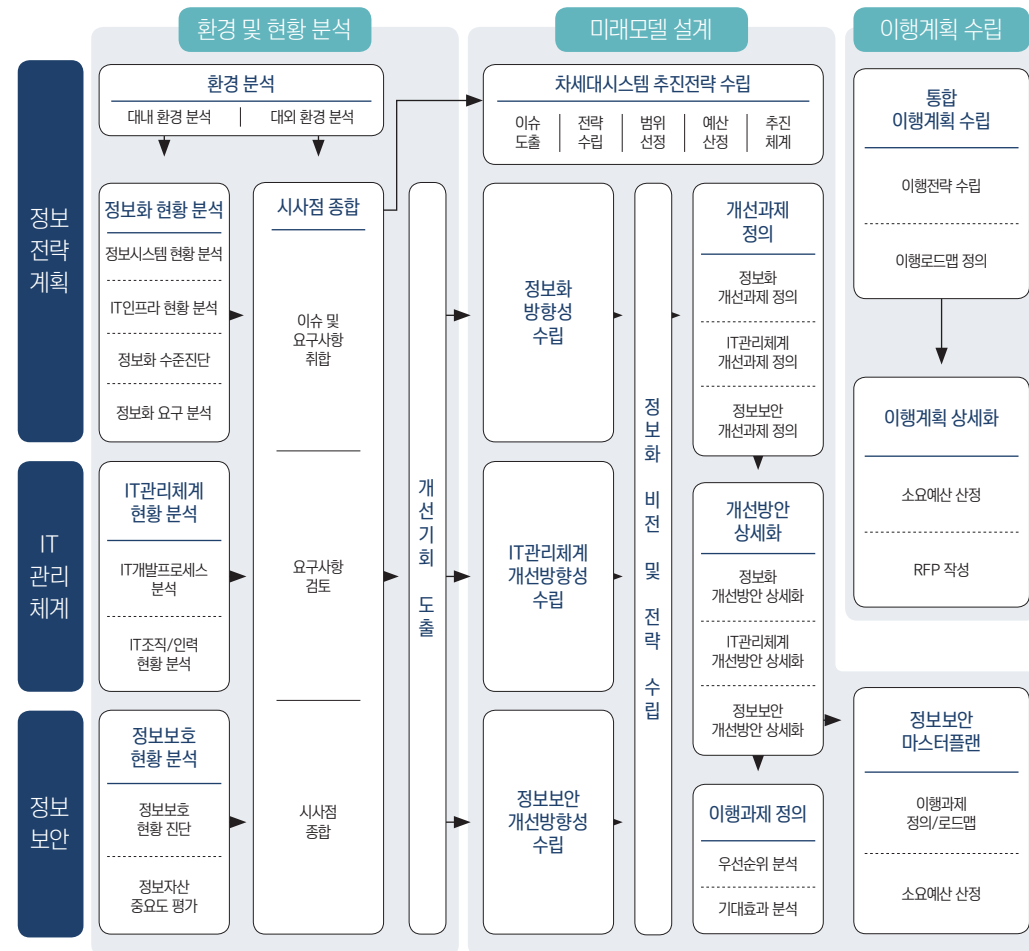 환경 및 현황 분석
미래모델 설계
이행계획 수립
정보
전략
계획
환경 분석
대내 환경 분석
대외 환경 분석
차세대시스템 추진전략 수립
이슈
도출
전략
수립
범위
선정
예산
산정
추진
체계
통합
이행계획 수립
이행전략 수립
이행로드맵 정의
정보화 현황 분석
정보시스템 현황 분석
IT인프라 현황 분석
정보화 수준진단
정보화 요구 분석
시사점 종합
이슈 및
요구사항
취합
요구사항
검토
시사점
종합
개선기회 도출
정보화
방향성
수립
정보화 비전 및 전략 수립
개선과제
정의
정보화
개선과제 정의
IT관리체계
개선과제 정의
정보보안
개선과제 정의
이행계획 상세화
소요예산 산정
RFP 작성
IT
관리
체계
IT관리체계
현황 분석
IT개발프로세스
분석
IT조직/인력
현황 분석
IT관리체계
개선방향성
수립
개선방안
상세화
정보화
개선방안 상세화
IT관리체계
개선방안 상세화
정보보안
개선방안 상세화
정보
보안
정보보호
현황 분석
정보보호
현황 진단
정보자산
중요도 평가
정보보안
개선방향성
수립
이행과제 정의
우선순위 분석
기대효과 분석
정보보안
마스터플랜
이행과제
정의/로드맵
소요예산 산정